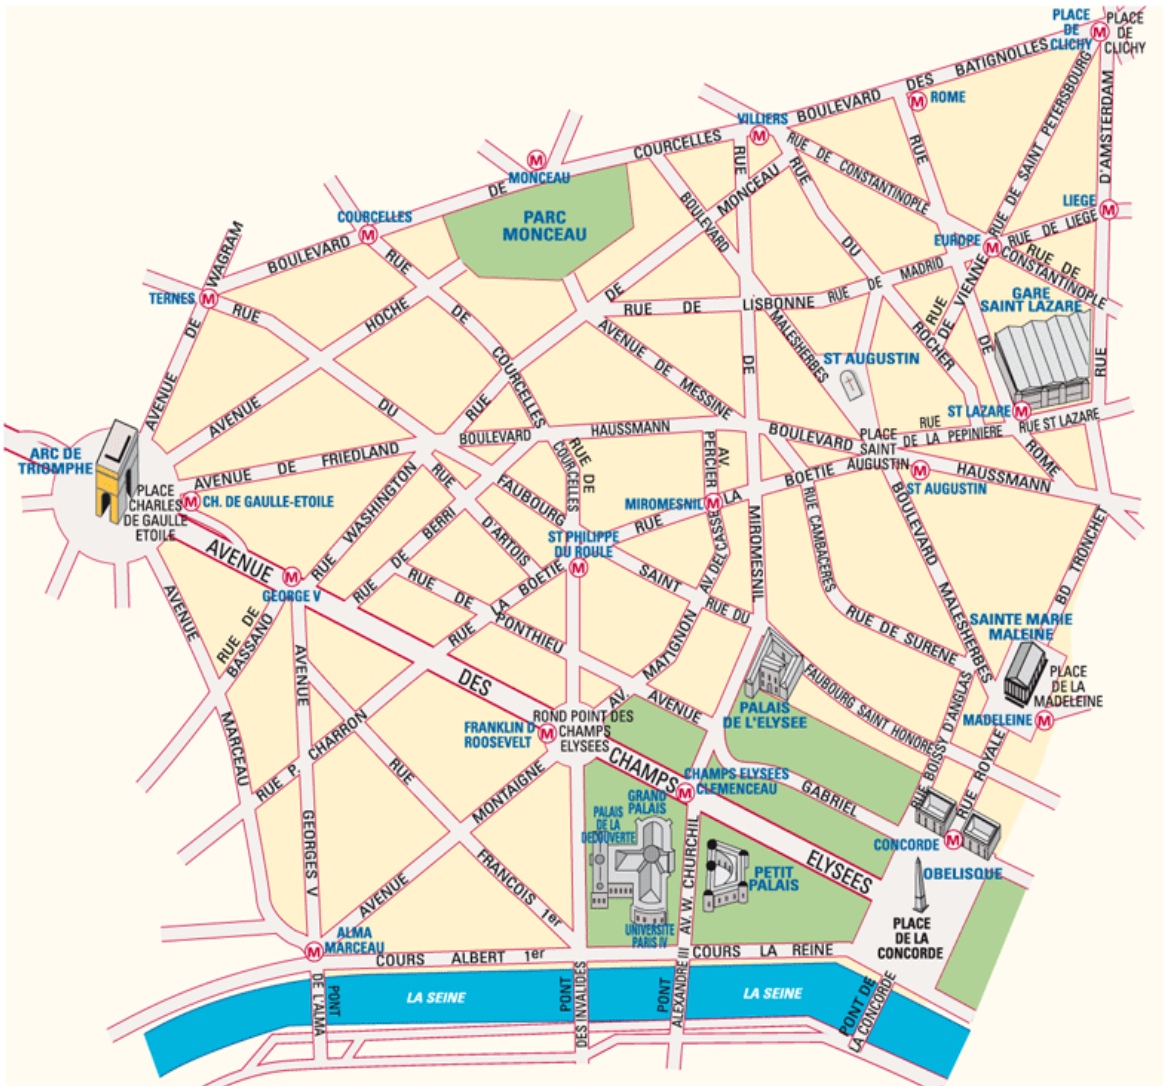 PLACE
DE
CLICHY
PLACE
DE
CLICHY
BOULEVARD DES BATIGNOLLES
ROME
VILLIERS
RUE DE SAINT PETERSBOURG
D'AMSTERDAM
RUE
BOULEVARD DE COURCELLES
MONCEAU
RUE DE CONSTANTINOPLE
RUE
DE
ROME
LIEGE
RUE DE LIEGE
COURCELLES
PARC
MONCEAU
BOULEVARD
MALESHERBES
RUE
DE
MONCEAU
RUE
DU
ROCHER
EUROPE
RUE DE
CONSTANTINOPLE
AVENUE DE WAGRAM
TERNES
RUE
DU
FAUBOURG
SAINT
RUE DU
FAUBOURG SAINT HONORE
AVENUE HOCHE
RUE
DE
COURCELLES
RUE DE
COURCELLES
RUE DE LISBONNE
RUE DE MADRID
RUE
DE VIENNE
GARE
SAINT LAZARE
AVENUE DE MESSINE
RUE
DE
MIROMESNIL
ST AUGUSTIN
ST LAZARE
RUE ST LAZARE
ARC DE
TRIOMPHE
PLACE
CHARLES
DE GAULLE
ETOILE
CH. DE GAULLE-ETOILE
AVENUE DE FRIEDLAND
BOULEVARD HAUSSMANN
BOULEVARD
HAUSSMANN
PLACE
SAINT
AUGUSTIN
RUE
DE LA PEPINIERE
ST AUGUSTIN
RUE WASHINGTON
RUE DE BERRI
RUE
D'ARTOIS
AV.
PERCIER
MIROMESNIL
RUE LA BOETIE
AV. DELCASSE
RUE CAMBACERES
BOULEVARD MALESHERBES
BD TRONCHET
ST PHILIPPE
DU ROULE
AVENUE DES CHAMPS ELYSEES
GEORGE V
RUE DE
BASSANO
RUE DE PONTHIEU
RUE LA BOETIE
RUE DE SURENE
SAINTE MARIE
MALEINE
PLACE
DE LA
MADELEINE
MADELEINE
AVENUE MARCEAU
AVENUE GEORGES V
RUE P. CHARRON
AV. MATIGNON
AVENUE GABRIEL
PALAIS
DE L'ELYSEE
FRANKLIN D
ROOSEVELT
ROND POINT DES
CHAMPS
ELYSEES
RUE BOISSY D'ANGLAS
RUE ROYALE
CHAMPS ELYSEES
CLEMENCEAU
GRAND
PALAIS
PALAIS
DE LA
DECOUVERTE
UNIVERSITE
PARIS IV
PETIT
PALAIS
AV. W. CHURCHIL
AVENUE MONTAIGNE
RUE FRANCOIS 1er
CONCORDE
OBELISQUE
PLACE
DE LA
CONCORDE
ALMA
MARCEAU
COURS ALBERT 1er
COURS LA REINE
PONT
DE L'ALMA
LA SEINE
PONT
DES INVALIDES
PONT
ALEXANDRE III
LA SEINE
PONT DE
LA CONCORDE